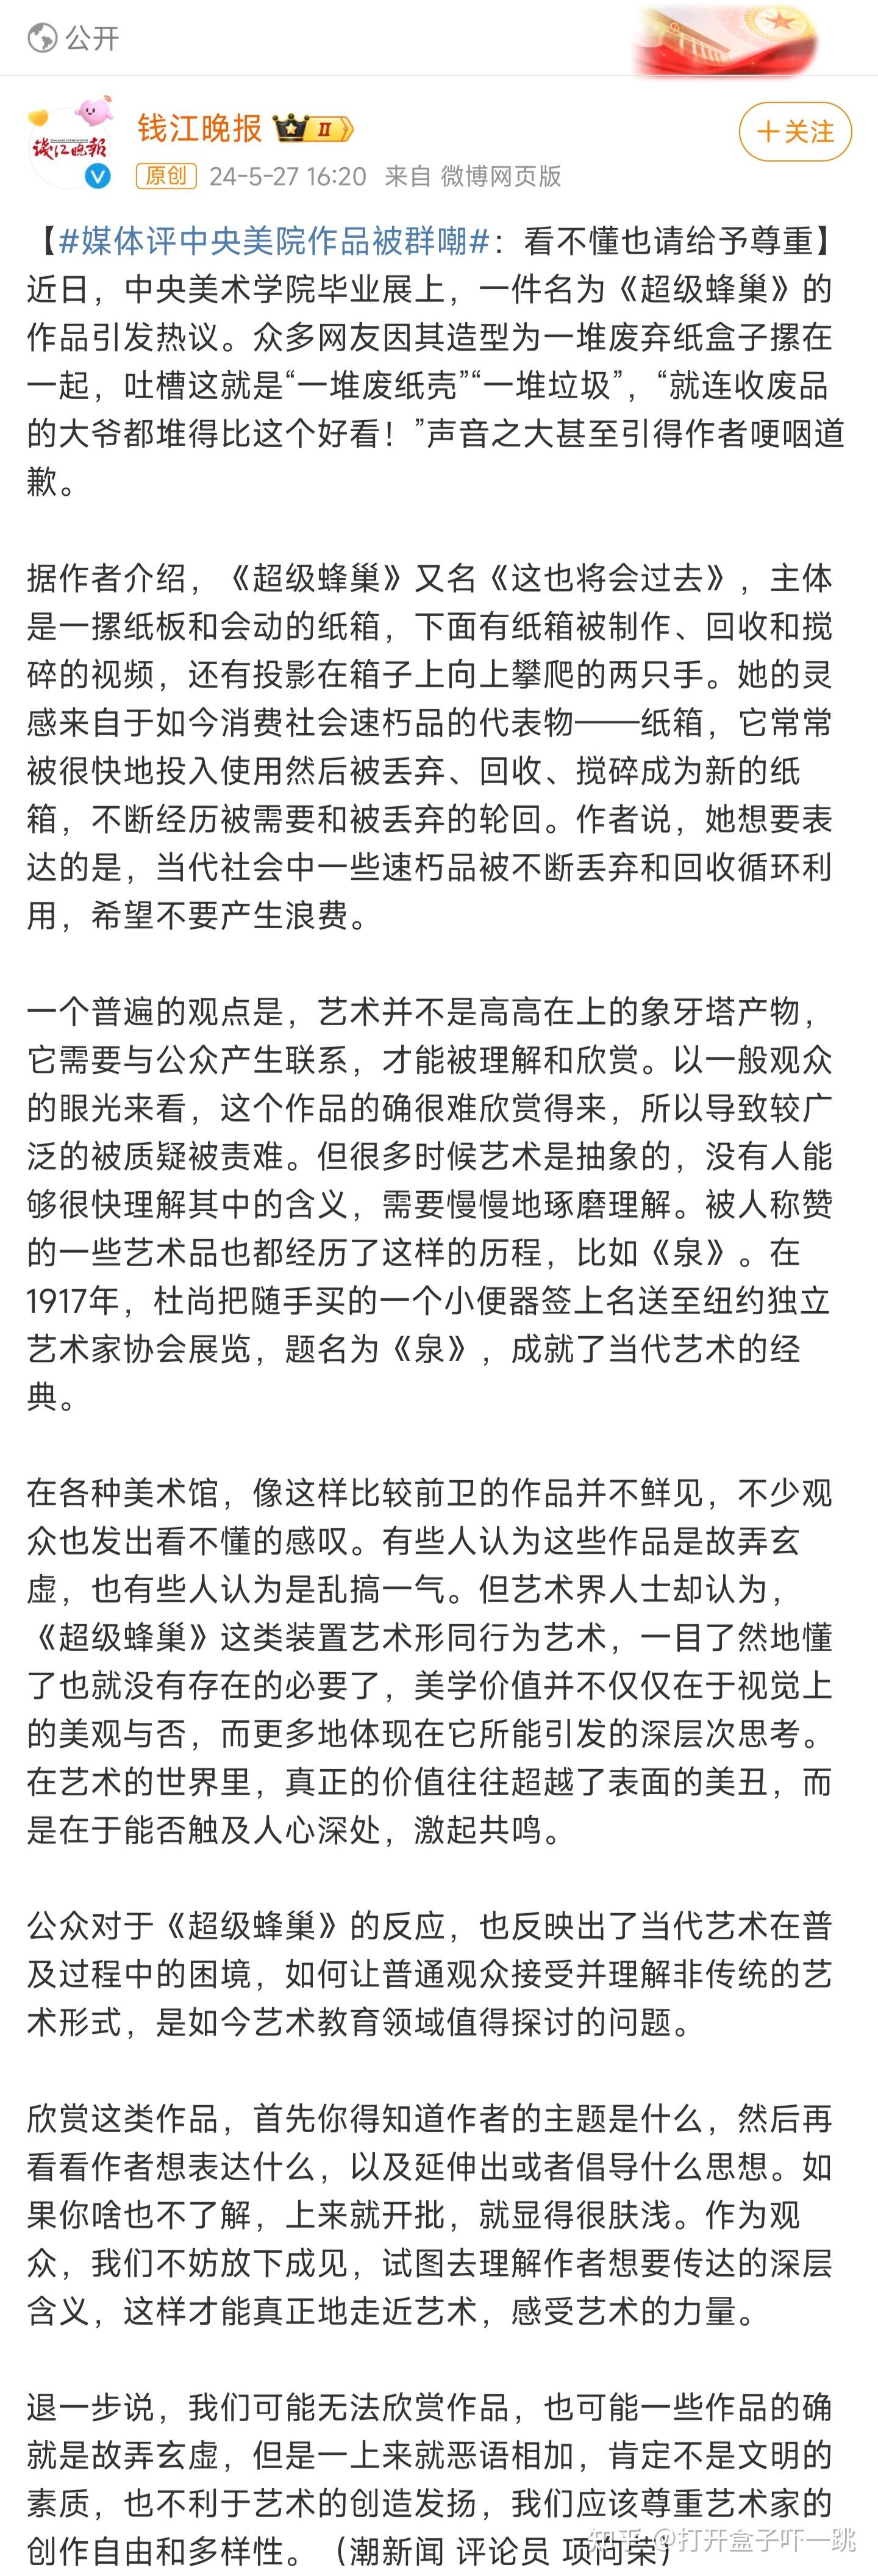 公开
钱江晚报 II
+关注
钱江晚报
原创 24-5-27 16:20 来自 微博网页版
【#媒体评中央美院作品被群嘲#：看不懂也请给予尊重】
近日，中央美术学院毕业展上，一件名为《超级蜂巢》的
作品引发热议。众多网友因其造型为一堆废弃纸盒子摞在
一起，吐槽这就是“一堆废纸壳”“一堆垃圾”，“就连收废品
的大爷都堆得比这个好看！”声音之大甚至引得作者哽咽道
歉。
据作者介绍，《超级蜂巢》又名《这也将会过去》，主体
是一摞纸板和会动的纸箱，下面有纸箱被制作、回收和搅
碎的视频，还有投影在箱子上向上攀爬的两只手。她的灵
感来自于如今消费社会速朽品的代表物——纸箱，它常常
被很快地投入使用然后被丢弃、回收、搅碎成为新的纸
箱，不断经历被需要和被丢弃的轮回。作者说，她想要表
达的是，当代社会中一些速朽品被不断丢弃和回收循环利
用，希望不要产生浪费。
一个普遍的观点是，艺术并不是高高在上的象牙塔产物，
它需要与公众产生联系，才能被理解和欣赏。以一般观众
的眼光来看，这个作品的确很难欣赏得来，所以导致较广
泛的被质疑被责难。但很多时候艺术是抽象的，没有人能
够很快理解其中的含义，需要慢慢地琢磨理解。被人称赞
的一些艺术品也都经历了这样的历程，比如《泉》。在
1917年，杜尚把随手买的一个小便器签上名送至纽约独立
艺术家协会展览，题名为《泉》，成就了当代艺术的经
典。
在各种美术馆，像这样比较前卫的作品并不鲜见，不少观
众也发出看不懂的感叹。有些人认为这些作品是故弄玄
虚，也有些人认为是乱搞一气。但艺术界人士却认为，
《超级蜂巢》这类装置艺术形同行为艺术，一目了然地懂
了也就没有存在的必要了，美学价值并不仅仅在于视觉上
的美观与否，而更多地体现在它所能引发的深层次思考。
在艺术的世界里，真正的价值往往超越了表面的美丑，而
是在于能否触及人心深处，激起共鸣。
公众对于《超级蜂巢》的反应，也反映出了当代艺术在普
及过程中的困境，如何让普通观众接受并理解非传统的艺
术形式，是如今艺术教育领域值得探讨的问题。
欣赏这类作品，首先你得知道作者的主题是什么，然后再
看看作者想表达什么，以及延伸出或者倡导什么思想。如
果你啥也不了解，上来就开批，就显得很肤浅。作为观
众，我们不妨放下成见，试图去理解作者想要传达的深层
含义，这样才能真正地走近艺术，感受艺术的力量。
退一步说，我们可能无法欣赏作品，也可能一些作品的确
就是故弄玄虚，但是一上来就恶语相加，肯定不是文明的
素质，也不利于艺术的创造发扬，我们应该尊重艺术家的
创作自由和多样性。（潮新闻 评论员 项向荣）
知乎 @打开盒子吓一跳